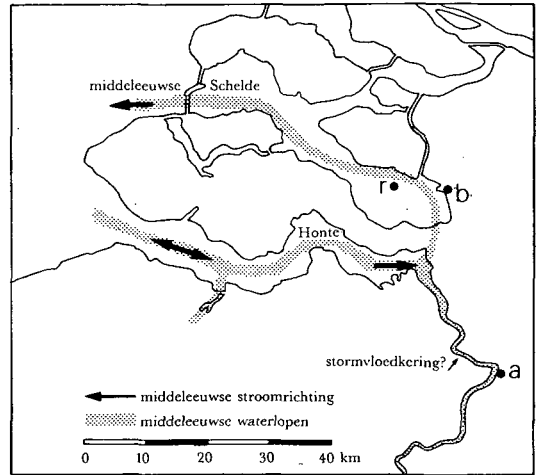 middeleeuwse Schelde
r
b
Honte
stormvloedkering?
a
middeleeuwse stroomrichting
middeleeuwse waterlopen
0 10 20 30 40 km